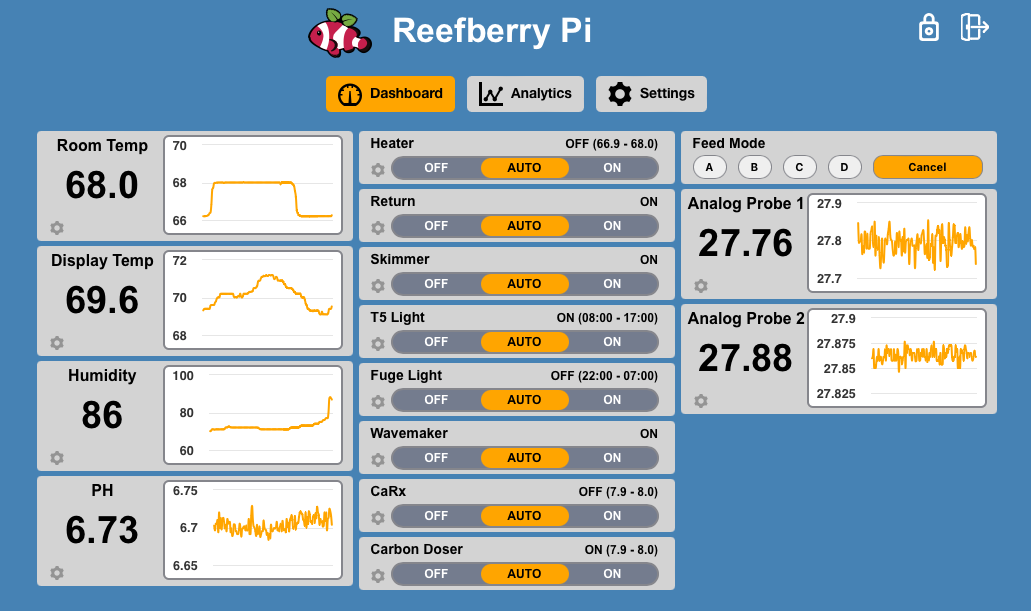 Reefberry Pi
Dashboard
Analytics
Settings
Room Temp
68.0
70
68
66
Display Temp
69.6
72
70
68
Humidity
86
100
80
60
PH
6.73
6.75
6.7
6.65
Heater OFF (66.9 - 68.0)
OFF AUTO ON
Return ON
OFF AUTO ON
Skimmer ON
OFF AUTO ON
T5 Light ON (08:00 - 17:00)
OFF AUTO ON
Fuge Light OFF (22:00 - 07:00)
OFF AUTO ON
Wavemaker ON
OFF AUTO ON
CaRx OFF (7.9 - 8.0)
OFF AUTO ON
Carbon Doser ON (7.9 - 8.0)
OFF AUTO ON
Feed Mode
A B C D Cancel
Analog Probe 1
27.76
27.9
27.8
27.7
Analog Probe 2
27.88
27.9
27.875
27.85
27.825